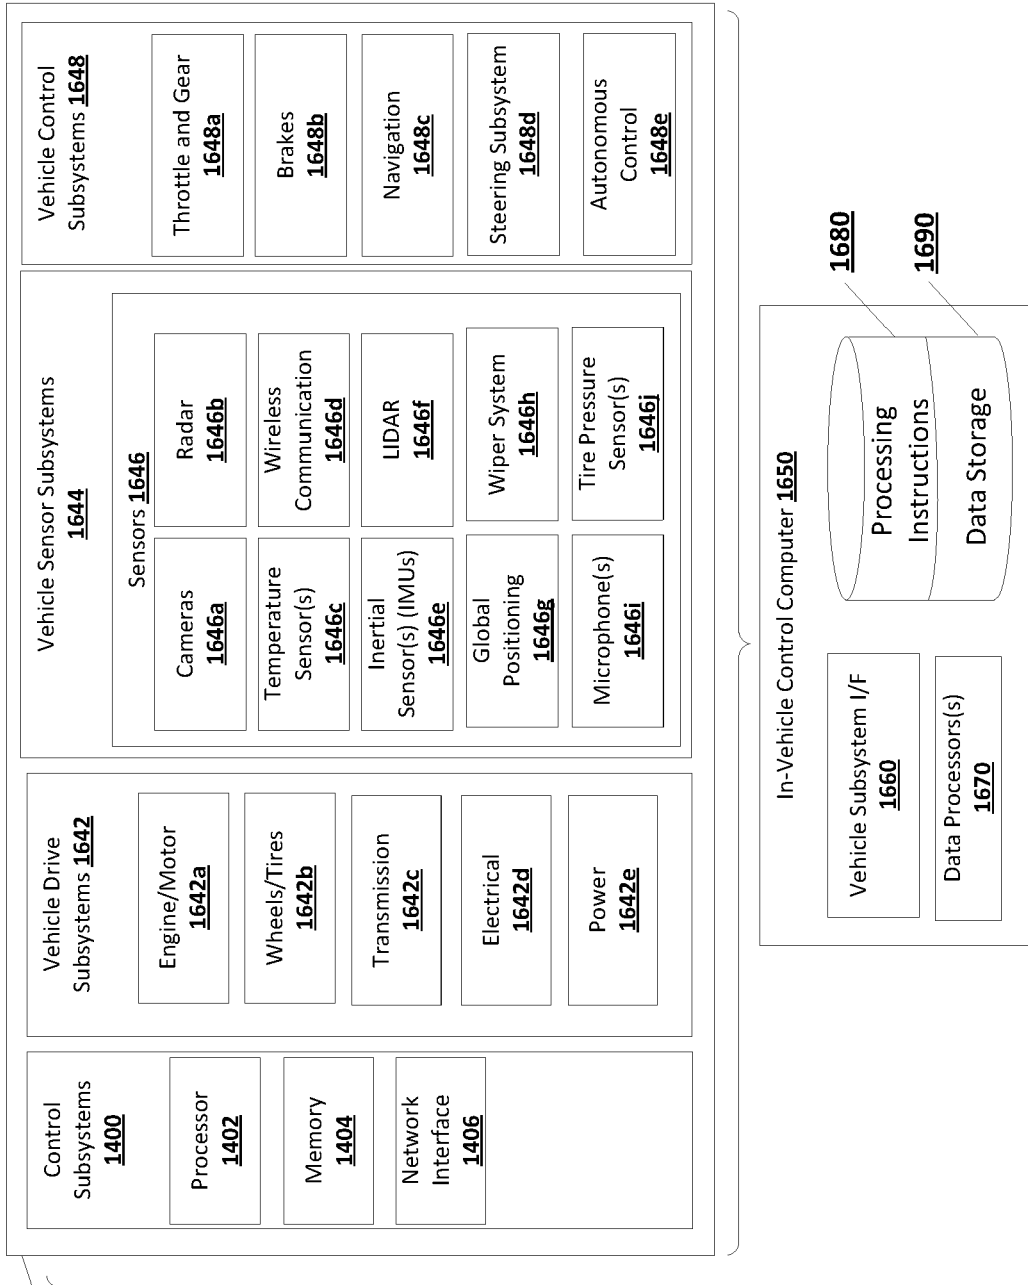 Control
Subsystems
1400
Processor
1402
Memory
1404
Network
Interface
1406
Vehicle Drive
Subsystems 1642
Engine/Motor
1642a
Wheels/Tires
1642b
Transmission
1642c
Electrical
1642d
Power
1642e
Vehicle Sensor Subsystems
1644
Sensors 1646
Cameras
1646a
Radar
1646b
Temperature
Sensor(s)
1646c
Wireless
Communication
1646d
Inertial
Sensor(s) (IMUs)
1646e
LIDAR
1646f
Global
Positioning
1646g
Wiper System
1646h
Microphone(s)
1646i
Tire Pressure
Sensor(s)
1646j
Vehicle Control
Subsystems 1648
Throttle and Gear
1648a
Brakes
1648b
Navigation
1648c
Steering Subsystem
1648d
Autonomous
Control
1648e
In-Vehicle Control Computer 1650
Vehicle Subsystem I/F
1660
Data Processors(s)
1670
Processing
Instructions
Data Storage
1680
1690